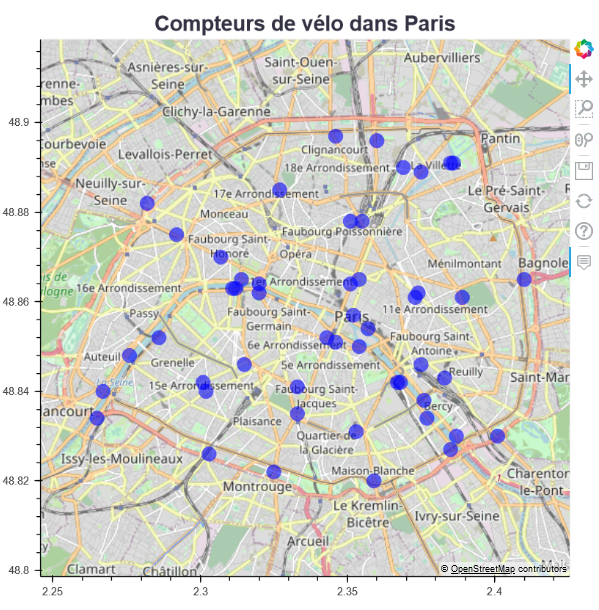 Compteurs de vélo dans Paris
Saint-Ouen-
sur-Seine
Aubervilliers
Asnières-sur-
Seine
Clichy-la-Garenne
Courbevoie
Clignancourt
Pantin
Levallois-Perret
18e Arrondissement
La Villette
Neuilly-sur-
Seine
17e Arrondissement
Le Pré-Saint-
Gervais
Monceau
Faubourg Poissonnière
Faubourg Saint-
Honoré
Opéra
Ménilmontant
Bagnole
16e Arrondissement
1er Arrondissement
11e Arrondissement
Passy
Faubourg Saint-
Germain
Paris
Faubourg Saint-
Antoine
6e Arrondissement
Auteuil
Grenelle
5e Arrondissement
Reuilly
La Seine
15e Arrondissement
Faubourg Saint-
Jacques
Saint-Man
ancourt
Bercy
Plaisance
Quartier de
la Glacière
Issy-les-Moulineaux
Maison-Blanche
Charenton
-le-Pont
Montrouge
Le Kremlin-
Bicêtre
Ivry-sur-Seine
Arcueil
Clamart
Châtillon
© OpenStreetMap contributors
48.9
48.88
48.86
48.84
48.82
48.8
2.25
2.3
2.35
2.4